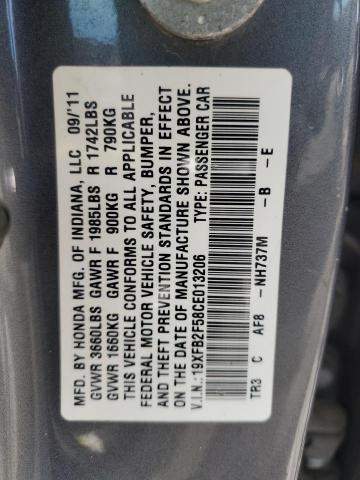 MFD. BY HONDA MFG. OF INDIANA, LLC 09/'11
GVWR 3660LBS GAWR F 1985LBS R 1742LBS
GVWR 1660KG GAWR F 900KG R 790KG
THIS VEHICLE CONFORMS TO ALL APPLICABLE
FEDERAL MOTOR VEHICLE SAFETY, BUMPER,
AND THEFT PREVENTION STANDARDS IN EFFECT
ON THE DATE OF MANUFACTURE SHOWN ABOVE.
V.I.N.:19XFB2F58CE013206 TYPE: PASSENGER CAR
TR3 C AF8 -NH737M -B -E